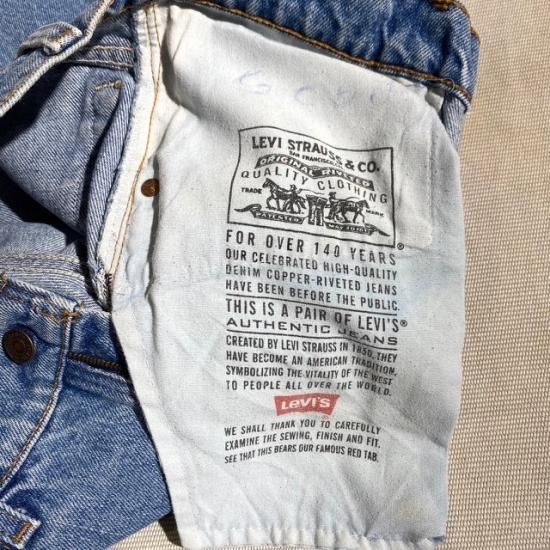 LEVI STRAUSS & CO.
SAN FRANCISCO
ORIGINAL RIVETED
QUALITY CLOTHING
TRADE MARK
PATENTED MAY 20 1873
®
FOR OVER 140 YEARS
OUR CELEBRATED HIGH-QUALITY
DENIM COPPER-RIVETED JEANS
HAVE BEEN BEFORE THE PUBLIC.
THIS IS A PAIR OF LEVI'S®
AUTHENTIC JEANS
CREATED BY LEVI STRAUSS IN 1850, THEY
HAVE BECOME AN AMERICAN TRADITION,
SYMBOLIZING THE VITALITY OF THE WEST
TO PEOPLE ALL OVER THE WORLD.
Levi's
WE SHALL THANK YOU TO CAREFULLY
EXAMINE THE SEWING, FINISH AND FIT.
SEE THAT THIS BEARS OUR FAMOUS RED TAB.